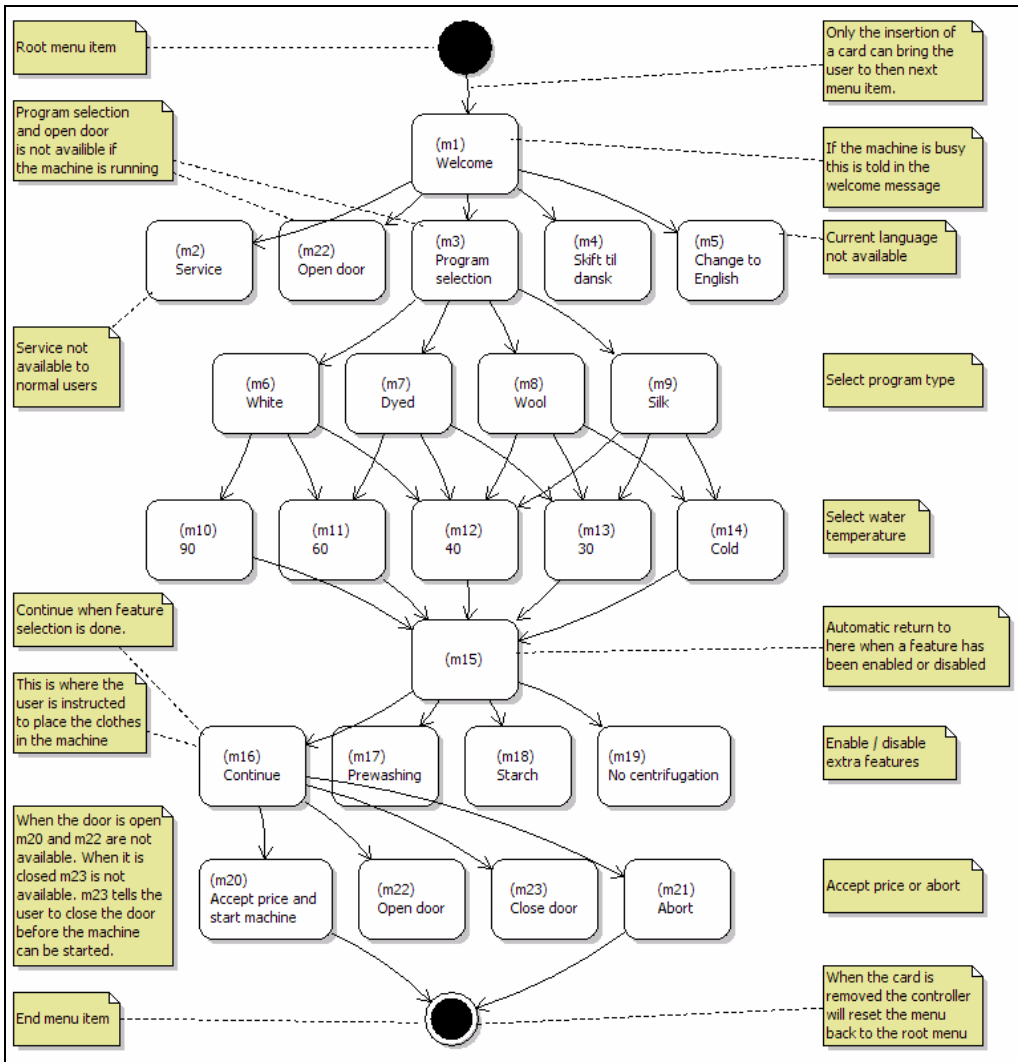 Root menu item
Only the insertion of
a card can bring the
user to then next
menu item.
Program selection
and open door
is not availible if
the machine is running
(m1)
Welcome
If the machine is busy
this is told in the
welcome message
(m2)
Service
(m22)
Open door
(m3)
Program
selection
(m4)
Skift til
dansk
(m5)
Change to
English
Current language
not available
Service not
available to
normal users
(m6)
White
(m7)
Dyed
(m8)
Wool
(m9)
Silk
Select program type
(m10)
90
(m11)
60
(m12)
40
(m13)
30
(m14)
Cold
Select water
temperature
Continue when feature
selection is done.
(m15)
Automatic return to
here when a feature has
been enabled or disabled
This is where the
user is instructed
to place the clothes
in the machine
(m16)
Continue
(m17)
Prewashing
(m18)
Starch
(m19)
No centrifugation
Enable / disable
extra features
When the door is open
m20 and m22 are not
available. When it is
closed m23 is not
available. m23 tells the
user to close the door
before the machine
can be started.
(m20)
Accept price and
start machine
(m22)
Open door
(m23)
Close door
(m21)
Abort
Accept price or abort
End menu item
When the card is
removed the controller
will reset the menu
back to the root menu